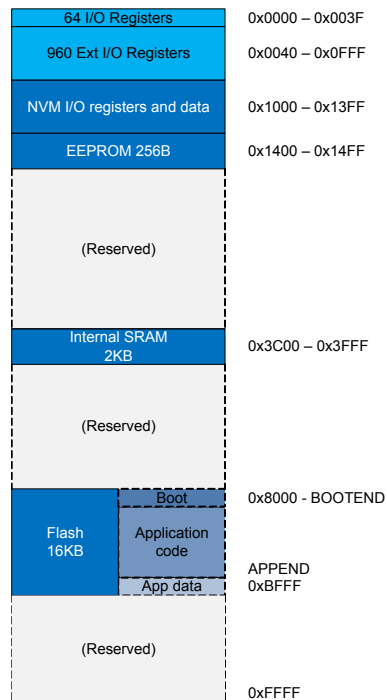 64 I/O Registers 0x0000 – 0x003F
960 Ext I/O Registers 0x0040 – 0x0FFF
NVM I/O registers and data 0x1000 – 0x13FF
EEPROM 256B 0x1400 – 0x14FF
(Reserved)
Internal SRAM
2KB
0x3C00 – 0x3FFF
(Reserved)
Boot 0x8000 - BOOTEND
Flash
16KB
Application
code
APPEND
App data 0xBFFF
(Reserved)
0xFFFF